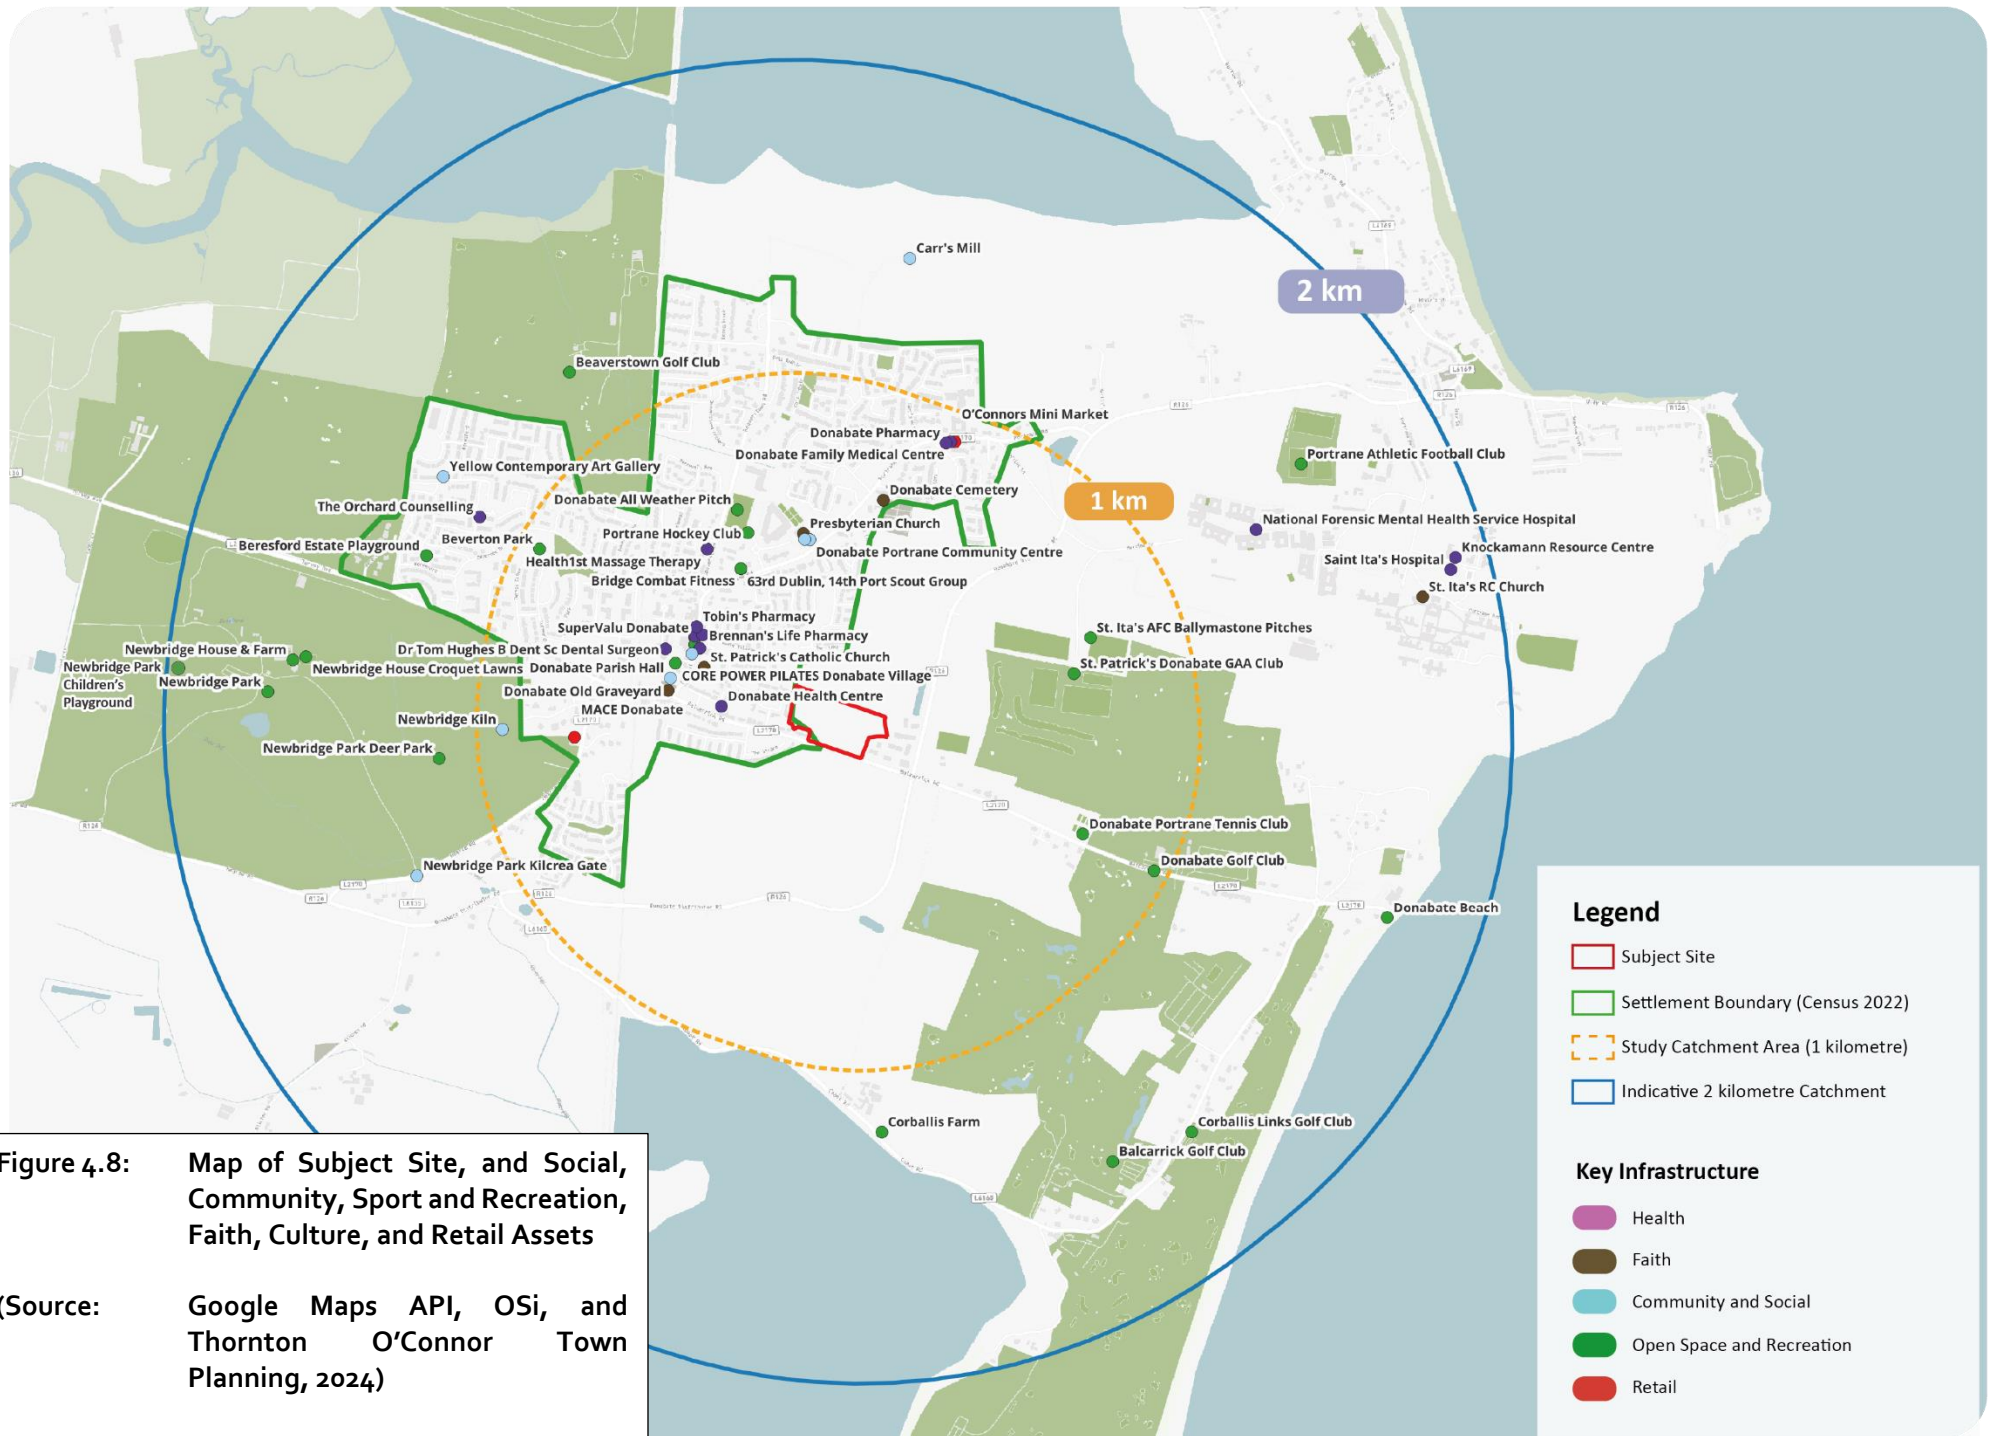 Carr's Mill
2 km
Beaverstown Golf Club
O'Connors Mini Market
Donabate Pharmacy
Donabate Family Medical Centre
Portrane Athletic Football Club
1 km
Yellow Contemporary Art Gallery
Donabate Cemetery
Donabate All Weather Pitch
The Orchard Counselling
Presbyterian Church
National Forensic Mental Health Service Hospital
Portrane Hockey Club
Beverton Park
Beresford Estate Playground
Donabate Portrane Community Centre
Knockamann Resource Centre
Saint Ita's Hospital
Health1st Massage Therapy
Bridge Combat Fitness
63rd Dublin, 14th Port Scout Group
St. Ita's RC Church
Tobin's Pharmacy
SuperValu Donabate
Brennan's Life Pharmacy
St. Ita's AFC Ballymastone Pitches
Newbridge House & Farm
Dr Tom Hughes B Dent Sc Dental Surgeon
St. Patrick's Catholic Church
St. Patrick's Donabate GAA Club
Newbridge Park
Children's
Playground
Newbridge House Croquet Lawns
Donabate Parish Hall
Newbridge Park
CORE POWER PILATES Donabate Village
Donabate Old Graveyard
Donabate Health Centre
MACE Donabate
Newbridge Kiln
Newbridge Park Deer Park
Donabate Portrane Tennis Club
Donabate Golf Club
Newbridge Park Kilcrea Gate
Donabate Beach
Corballis Farm
Corballis Links Golf Club
Balcarrick Golf Club
R126
R126
R126
R126
R126
L2170
L2170
L2170
L2170
Legend
Subject Site
Settlement Boundary (Census 2022)
Study Catchment Area (1 kilometre)
Indicative 2 kilometre Catchment
Key Infrastructure
Health
Faith
Community and Social
Open Space and Recreation
Retail
Figure 4.8: Map of Subject Site, and Social,
Community, Sport and Recreation,
Faith, Culture, and Retail Assets
(Source: Google Maps API, OSi, and
Thornton O'Connor Town
Planning, 2024)